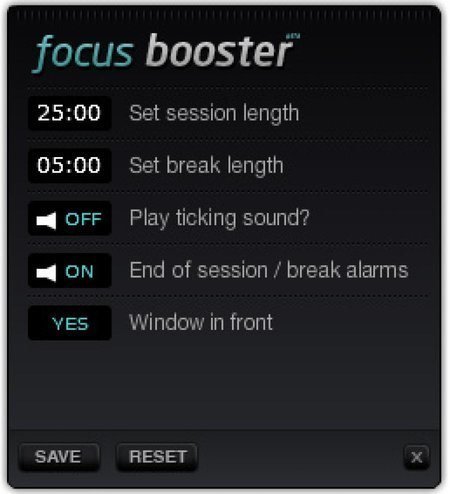 focus booster
25:00 Set session length
05:00 Set break length
OFF Play ticking sound?
ON End of session / break alarms
YES Window in front
SAVE RESET x